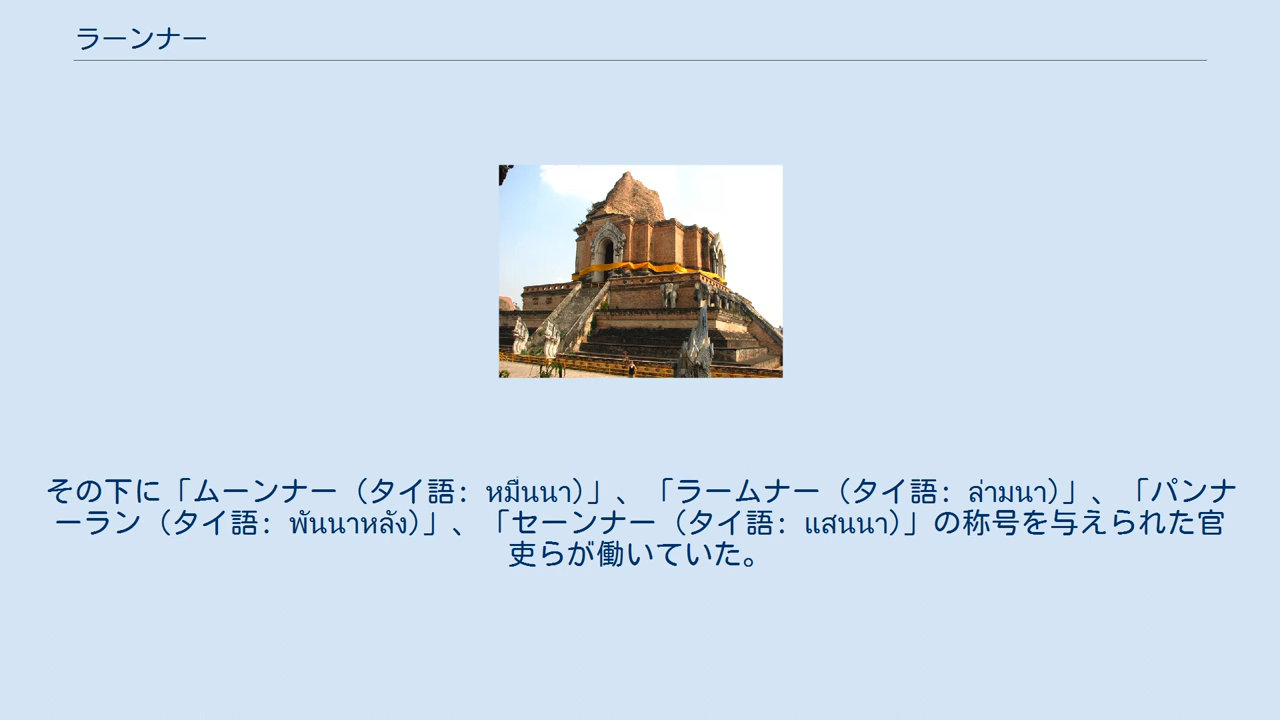 ラーンナー
その下に「ムーンナー（タイ語: หมื่นนา）」、「ラームナー（タイ語: ล่ามนา）」、「パンナ
ーラン（タイ語: พันนาหลัง）」、「セーンナー（タイ語: แสนนา）」の称号を与えられた官
吏らが働いていた。